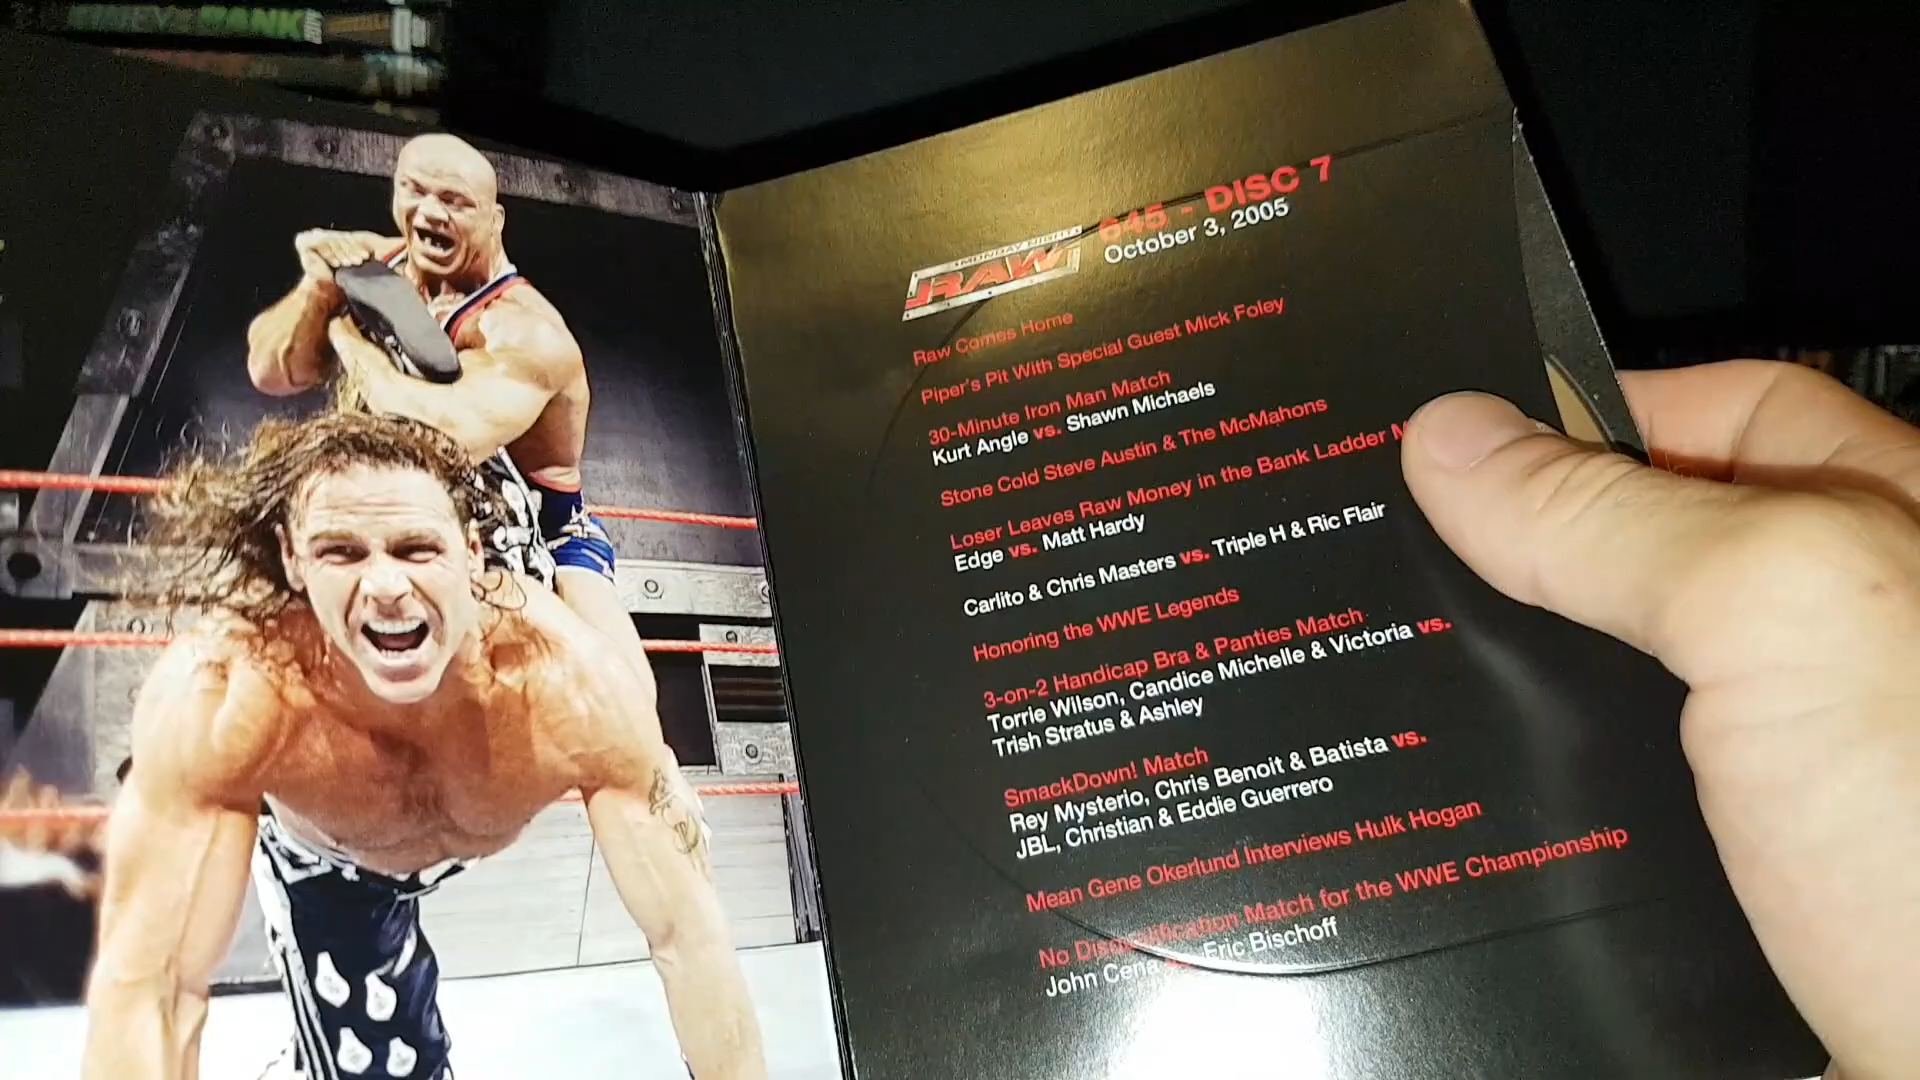 BANK
MONDAY NIGHT
RAW
645 - DISC 7
October 3, 2005
Raw Comes Home
Piper's Pit With Special Guest Mick Foley
30-Minute Iron Man Match
Kurt Angle vs. Shawn Michaels
Stone Cold Steve Austin & The McMahons
Loser Leaves Raw Money in the Bank Ladder M
Edge vs. Matt Hardy
Carlito & Chris Masters vs. Triple H & Ric Flair
Honoring the WWE Legends
3-on-2 Handicap Bra & Panties Match
Torrie Wilson, Candice Michelle & Victoria vs.
Trish Stratus & Ashley
SmackDown! Match
Rey Mysterio, Chris Benoit & Batista vs.
JBL, Christian & Eddie Guerrero
Mean Gene Okerlund Interviews Hulk Hogan
No Disqualification Match for the WWE Championship
John Cena Eric Bischoff